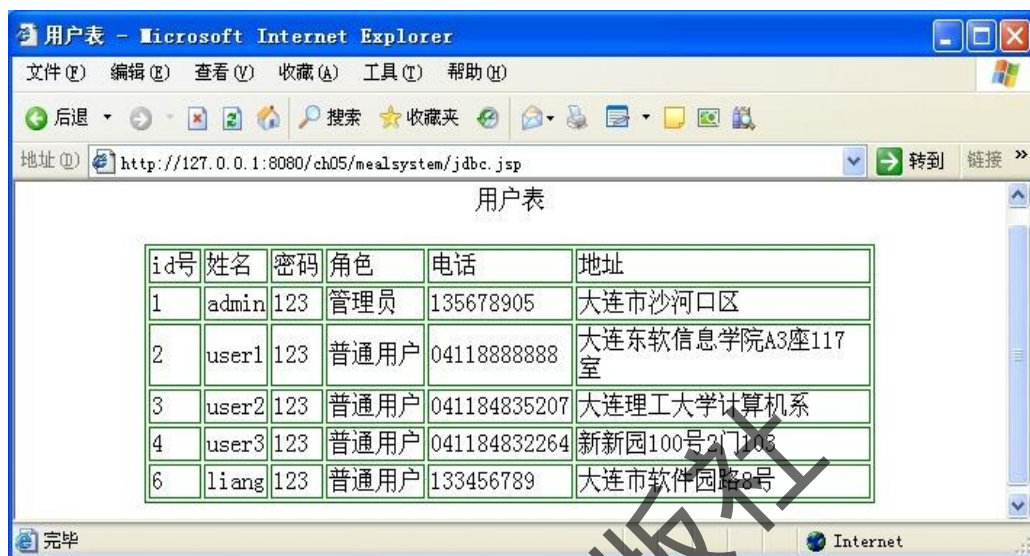 用户表 - Microsoft Internet Explorer
文件(F) 编辑(E) 查看(V) 收藏(A) 工具(T) 帮助(H)
后退 搜索 收藏夹
地址(D) http://127.0.0.1:8080/ch05/mealsystem/jdbc.jsp 转到 链接 »
用户表
id号 姓名 密码 角色 电话 地址
1 admin 123 管理员 135678905 大连市沙河口区
2 user1 123 普通用户 04118888888 大连东软信息学院A3座117
室
3 user2 123 普通用户 041184835207 大连理工大学计算机系
4 user3 123 普通用户 041184832264 新新园100号2门103
6 liang 123 普通用户 133456789 大连市软件园路8号
版社
完毕 Internet